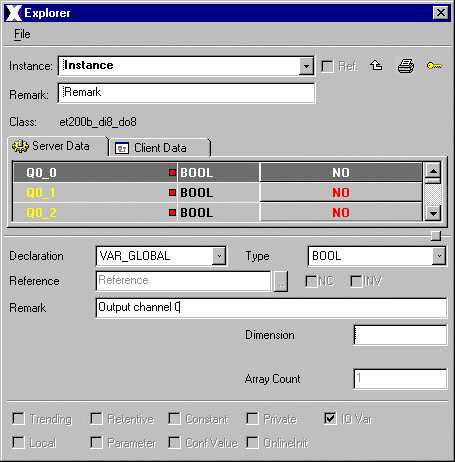 Explorer
File
Instance: Instance Ref.
Remark: Remark
Class: et200b_di8_do8
Server Data Client Data
Q0_0 BOOL NO
Q0_1 BOOL NO
Q0_2 BOOL NO
Declaration VAR_GLOBAL Type BOOL
Reference Reference .. NC INV
Remark Output channel 0
Dimension
Array Count 1
Trending Retentive Constant Private IO Var
Local Parameter Conf.Value OnlineInit